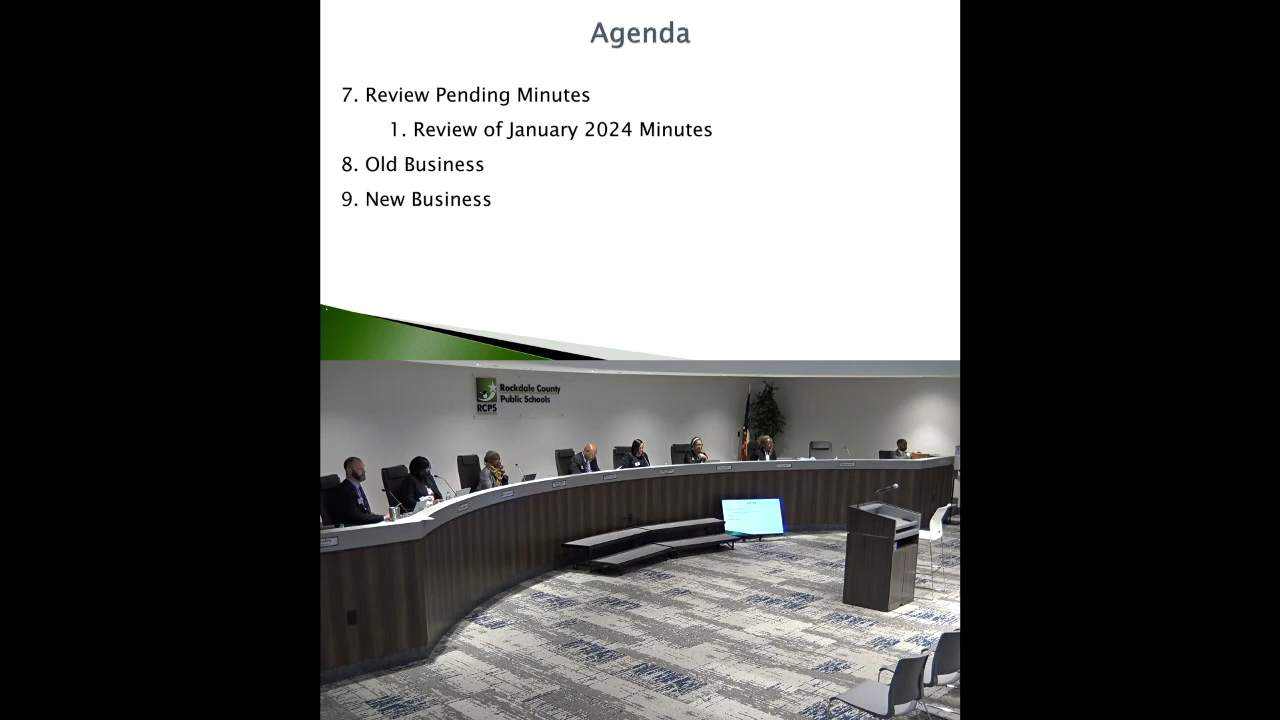 Agenda
7. Review Pending Minutes
1. Review of January 2024 Minutes
8. Old Business
9. New Business
Rockdale County
Public Schools
RCPS